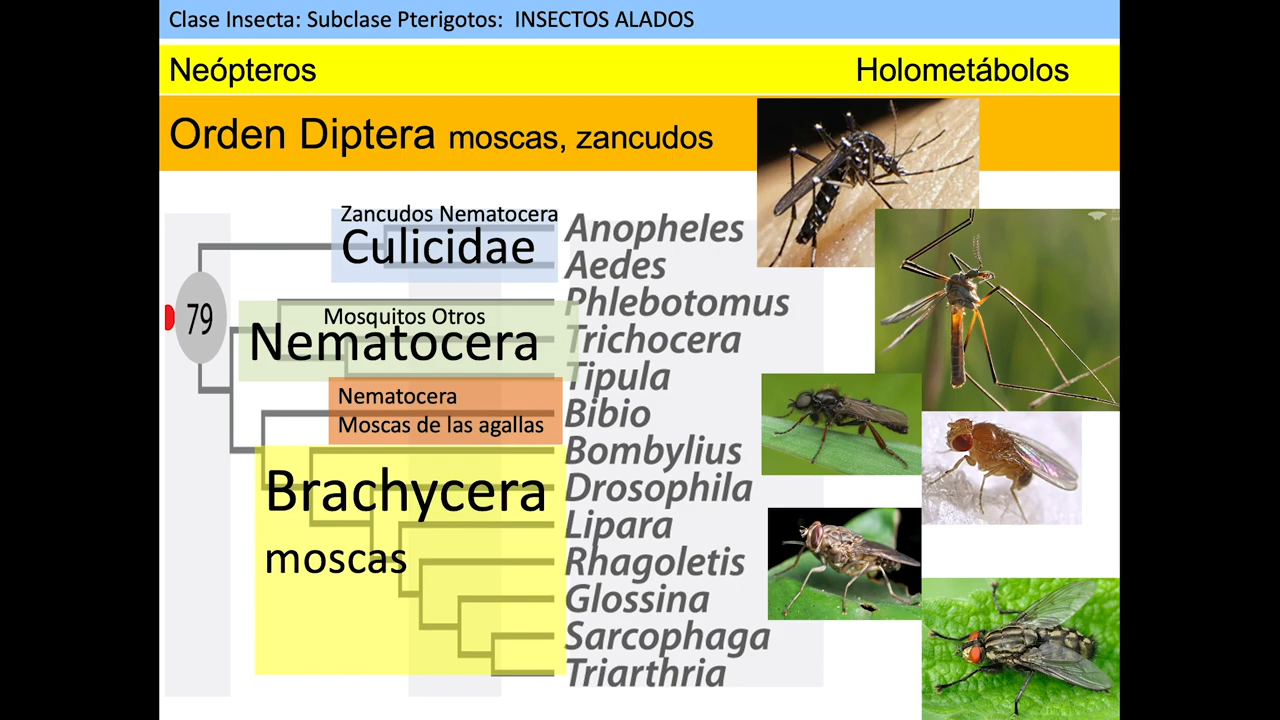 Clase Insecta: Subclase Pterigotos:  INSECTOS ALADOS
Neópteros
Holometábolos
Orden Diptera moscas, zancudos
Zancudos Nematocera
Culicidae
Mosquitos Otros
Nematocera
Nematocera
Moscas de las agallas
Brachycera
moscas
79
Anopheles
Aedes
Phlebotomus
Trichocera
Tipula
Bibio
Bombylius
Drosophila
Lipara
Rhagoletis
Glossina
Sarcophaga
Triarthria